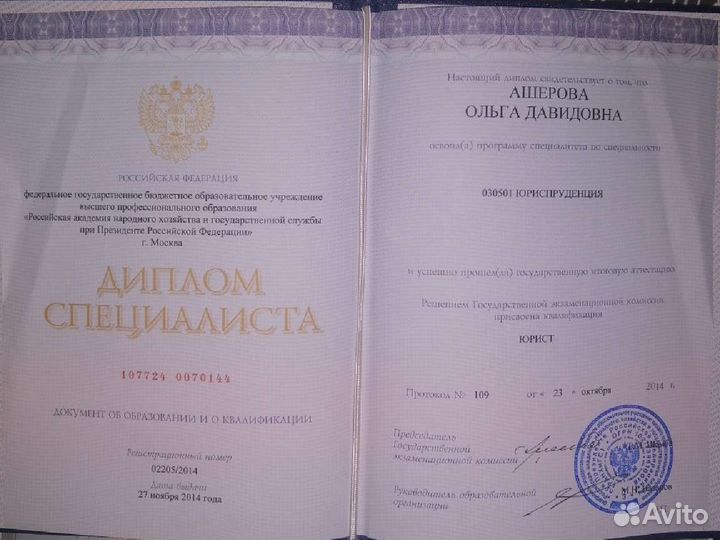 РОССИЙСКАЯ ФЕДЕРАЦИЯ
федеральное государственное бюджетное образовательное учреждение
высшего профессионального образования
«Российская академия народного хозяйства и государственной службы
при Президенте Российской Федерации»
г. Москва
ДИПЛОМ
СПЕЦИАЛИСТА
107724 0070144
ДОКУМЕНТ ОБ ОБРАЗОВАНИИ И О КВАЛИФИКАЦИИ
Регистрационный номер
02205/2014
Дата выдачи
27 ноября 2014 года
Настоящий диплом свидетельствует о том, что
АШЕРОВА
ОЛЬГА ДАВИДОВНА
освоил(а) программу специалитета по специальности
030501 ЮРИСПРУДЕНЦИЯ
и успешно прошел(ла) государственную итоговую аттестацию
Решением Государственной экзаменационной комиссии
присвоена квалификация
ЮРИСТ
Протокол № 109 от « 23 » октября 2014 г.
Председатель
Государственной
экзаменационной комиссии
Руководитель образовательной
организации
Avito